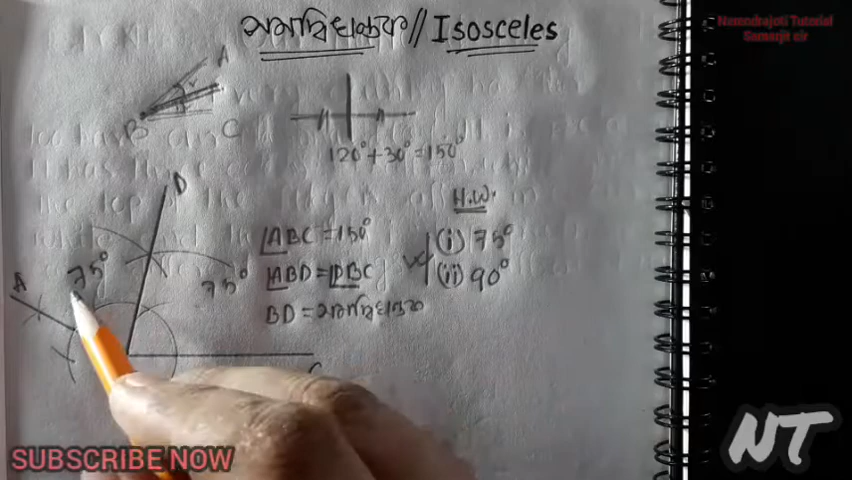 সমদ্বিখণ্ডক // Isosceles
Narendrajoti Tutorial
Samarjit sir
A
B
C
120° + 30° = 150°
D
H.W.
∠ABC = 150°
(i) 75°
∠ABD = ∠DBC
(ii) 90°
BD = সমদ্বিখণ্ডক
75°
75°
A
SUBSCRIBE NOW
NT